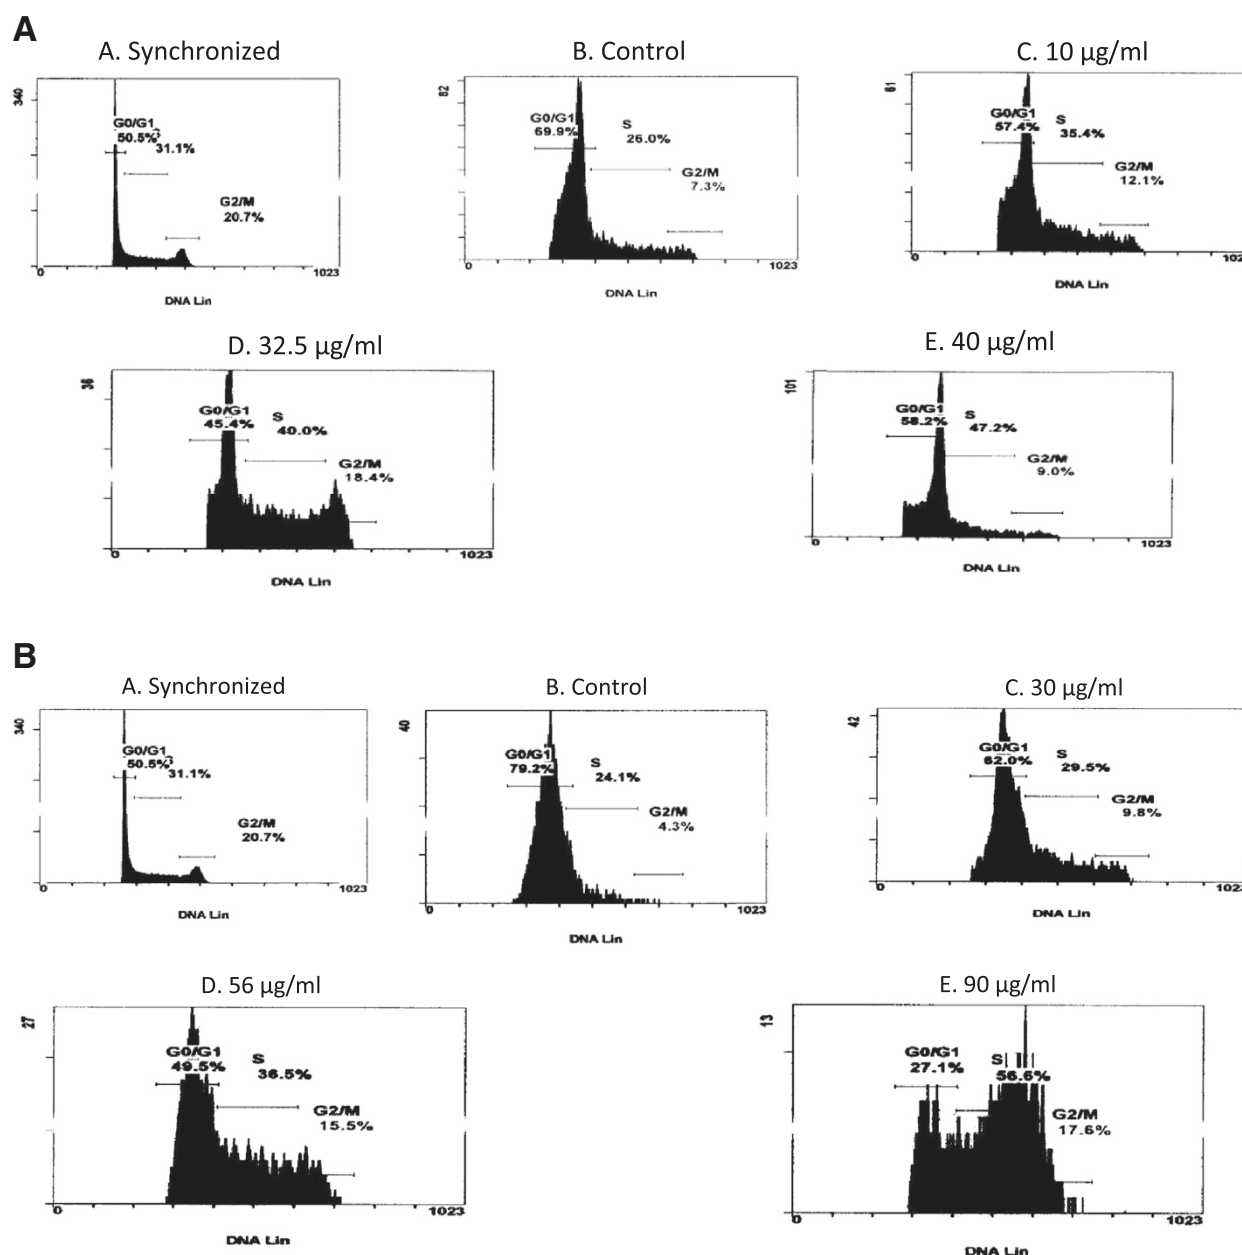 A
A. Synchronized
340
G0/G1
50.5%
S
31.1%
G2/M
20.7%
0
1023
DNA Lin
B. Control
82
G0/G1
69.9%
S
26.0%
G2/M
7.3%
0
1023
DNA Lin
C. 10 µg/ml
61
G0/G1
57.4%
S
35.4%
G2/M
12.1%
0
DNA Lin
D. 32.5 µg/ml
36
G0/G1
45.4%
S
40.0%
G2/M
18.4%
0
1023
DNA Lin
E. 40 µg/ml
101
G0/G1
58.2%
S
47.2%
G2/M
9.0%
0
1023
DNA Lin
B
A. Synchronized
340
G0/G1
50.5%
31.1%
G2/M
20.7%
0
1023
DNA Lin
B. Control
40
G0/G1
79.2%
S
24.1%
G2/M
4.3%
0
1023
DNA Lin
C. 30 µg/ml
42
G0/G1
62.0%
S
29.5%
G2/M
9.8%
0
DNA Lin
D. 56 µg/ml
27
G0/G1
49.5%
S
36.5%
G2/M
15.5%
0
1023
DNA Lin
E. 90 µg/ml
13
G0/G1
27.1%
S
56.6%
G2/M
17.6%
0
1023
DNA Lin